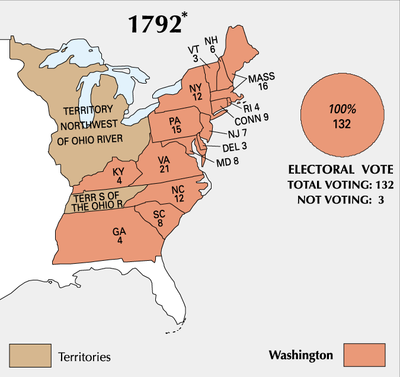 1792*
NH
6
VT
3
MASS
16
NY
12
RI 4
CONN 9
TERRITORY
NORTHWEST
OF OHIO RIVER
PA
15
NJ 7
DEL 3
MD 8
VA
21
KY
4
TERR S OF
THE OHIO R
NC
12
SC
8
GA
4
100%
132
ELECTORAL VOTE
TOTAL VOTING: 132
NOT VOTING: 3
Territories
Washington